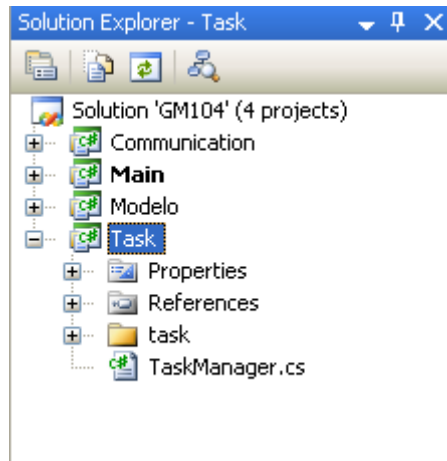 Solution Explorer - Task
Solution 'GM104' (4 projects)
Communication
Main
Modelo
Task
Properties
References
task
TaskManager.cs